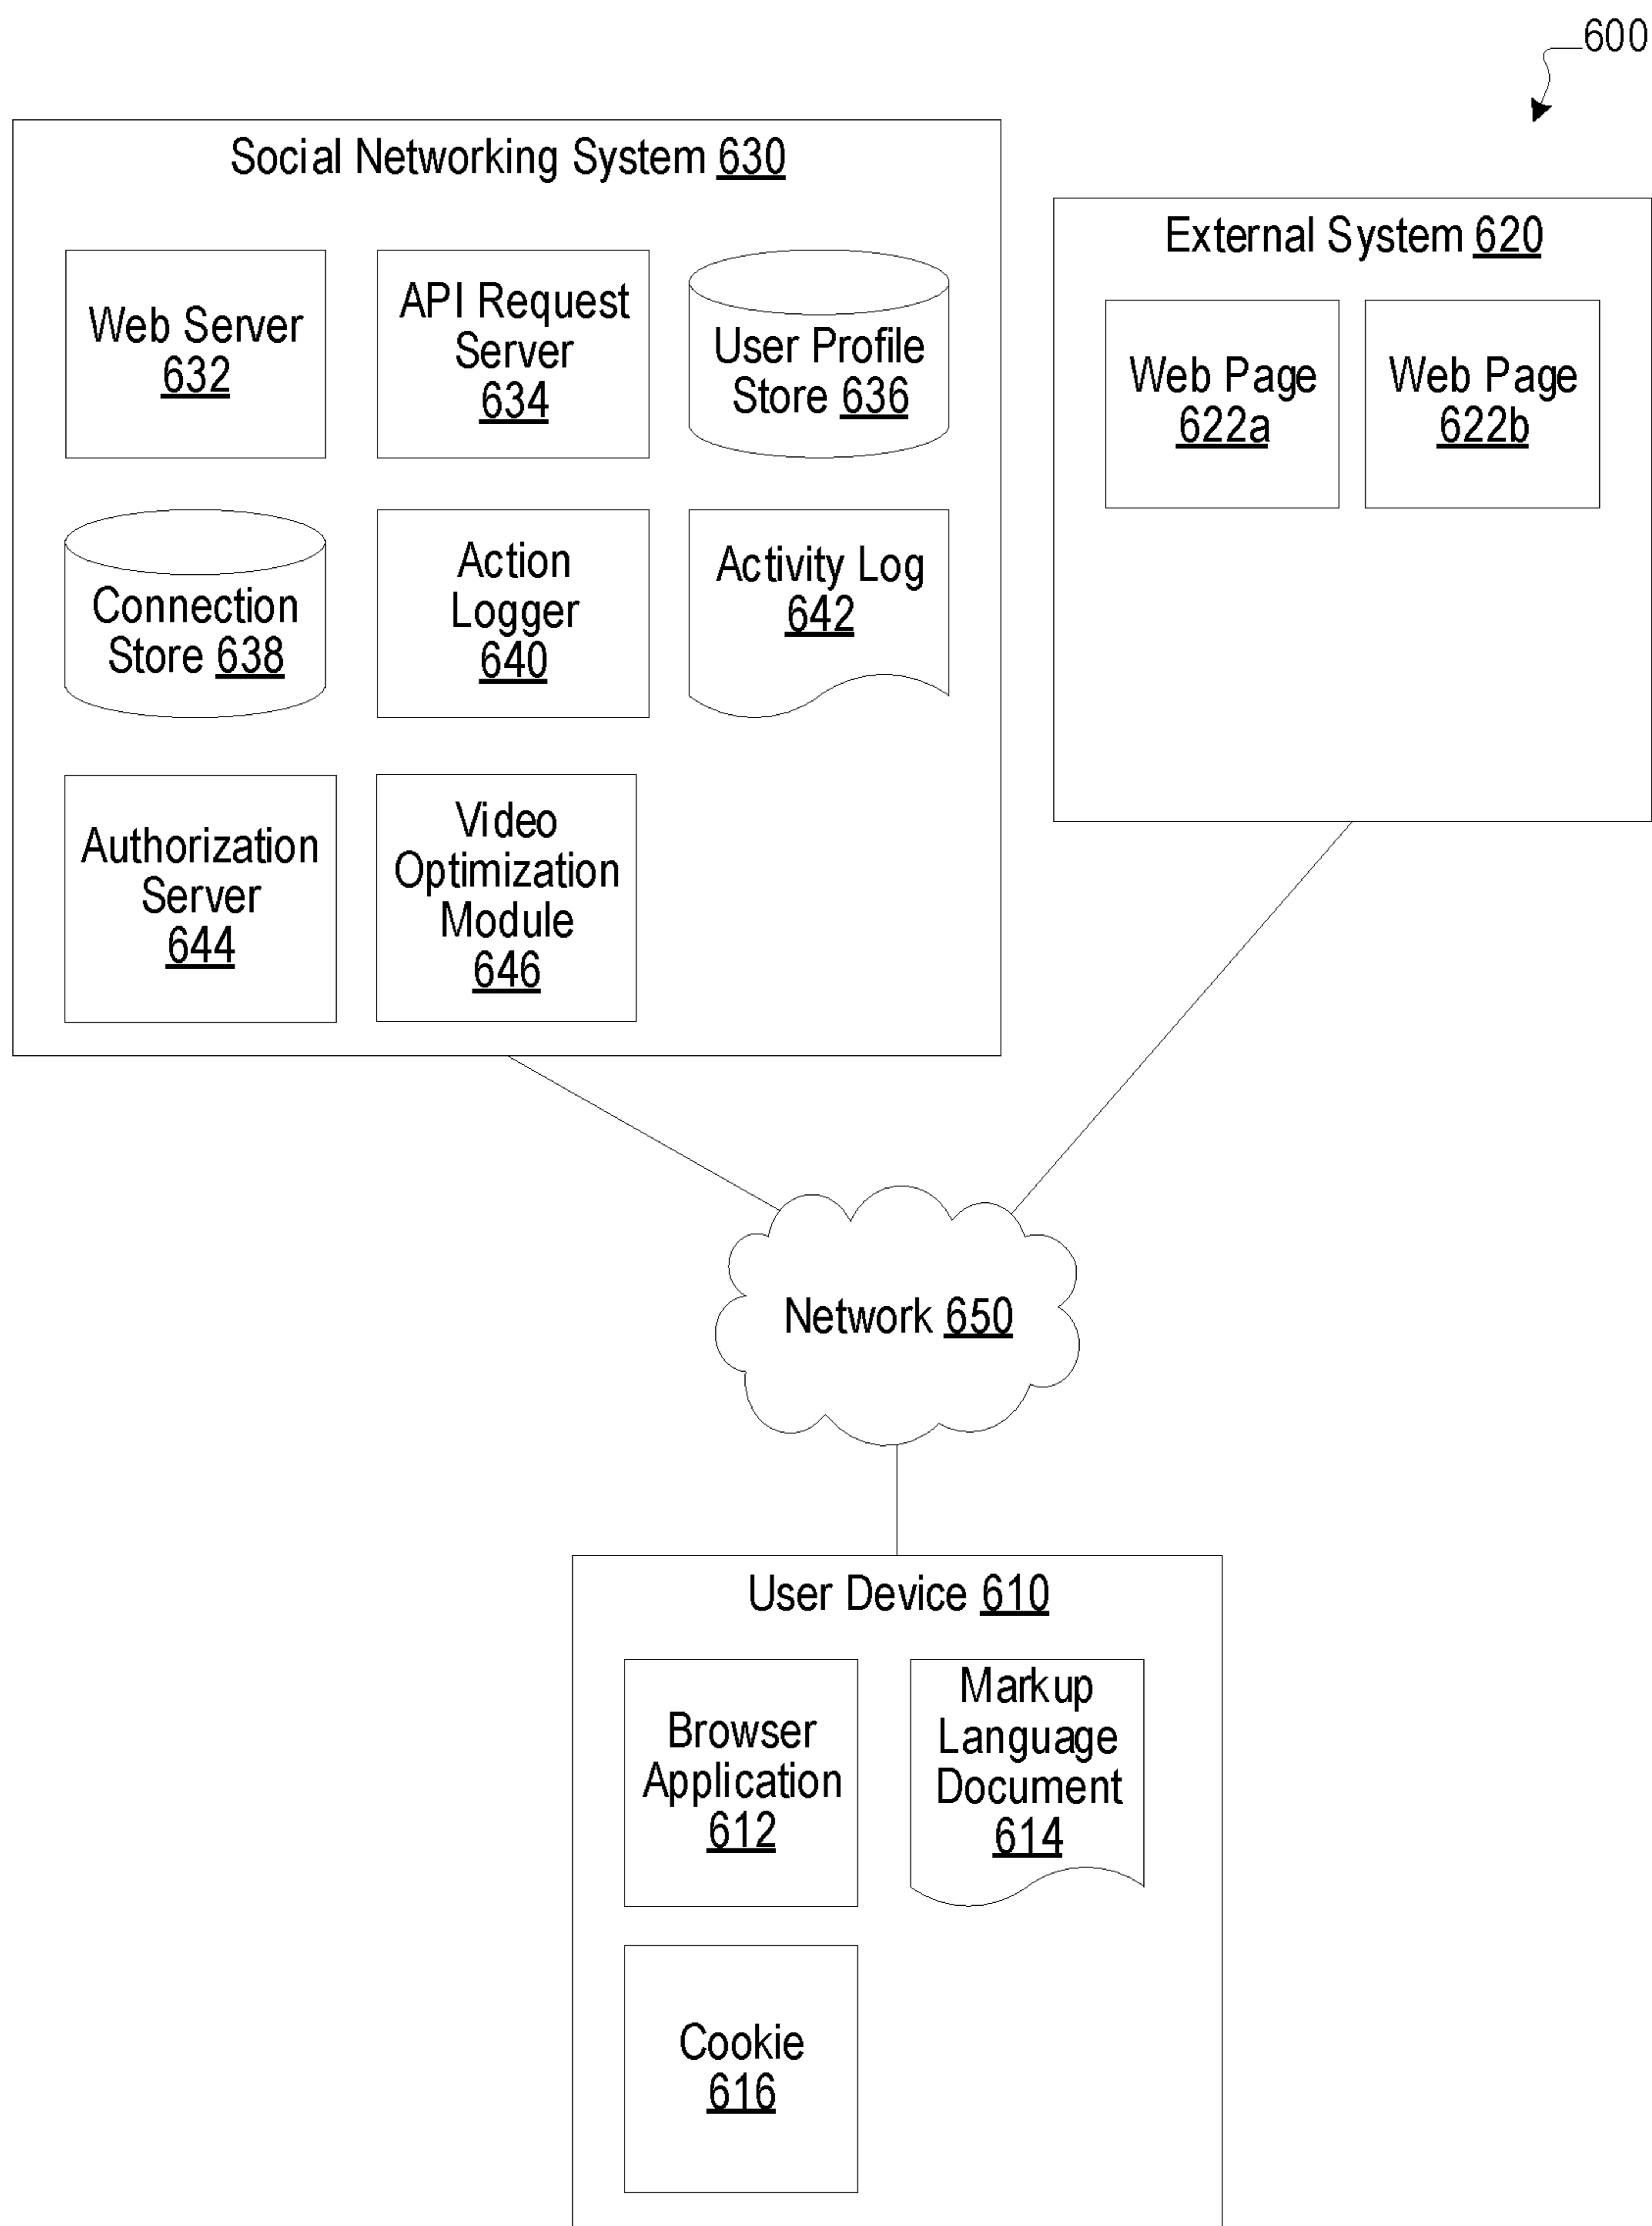 600
Social Networking System 630
Web Server
632
API Request
Server
634
User Profile
Store 636
Connection
Store 638
Action
Logger
640
Activity Log
642
Authorization
Server
644
Video
Optimization
Module
646
External System 620
Web Page
622a
Web Page
622b
Network 650
User Device 610
Browser
Application
612
Markup
Language
Document
614
Cookie
616